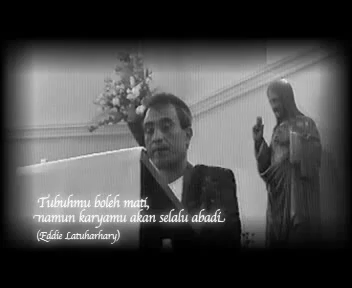 Tubuhmu boleh mati,
namun karyamu akan selalu abadi.
(Eddie Latuharhary)